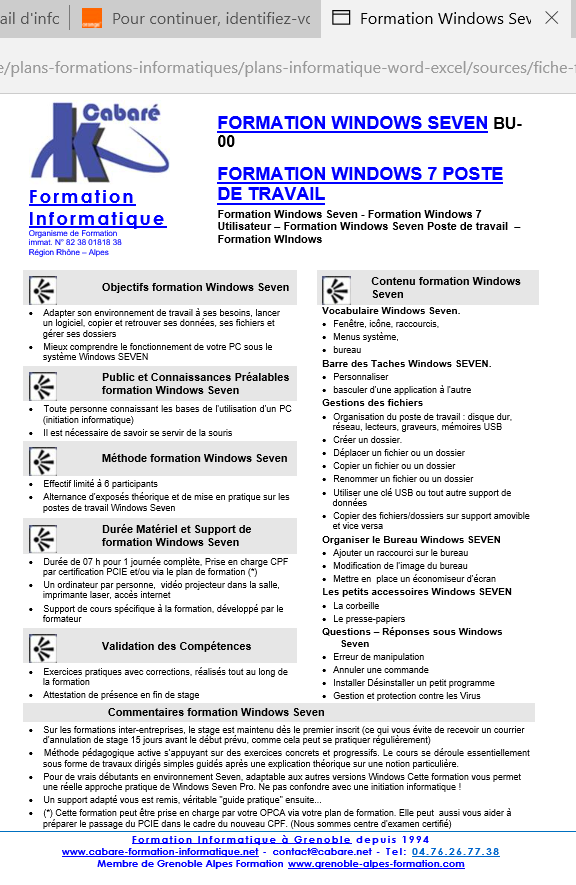 ail d'info
Pour continuer, identifiez-vo
Formation Windows Sev
e/plans-formations-informatiques/plans-informatique-word-excel/sources/fiche-f
Cabaré
Formation
Informatique
Organisme de Formation
immat. N° 82 38 01818 38
Région Rhône – Alpes
FORMATION WINDOWS SEVEN BU-
00
FORMATION WINDOWS 7 POSTE
DE TRAVAIL
Formation Windows Seven - Formation Windows 7
Utilisateur – Formation Windows Seven Poste de travail –
Formation WIndows
Objectifs formation Windows Seven
• Adapter son environnement de travail à ses besoins, lancer
un logiciel, copier et retrouver ses données, ses fichiers et
gérer ses dossiers
• Mieux comprendre le fonctionnement de votre PC sous le
système Windows SEVEN
Public et Connaissances Préalables
formation Windows Seven
• Toute personne connaissant les bases de l'utilisation d'un PC
(initiation informatique)
• Il est nécessaire de savoir se servir de la souris
Méthode formation Windows Seven
• Effectif limité à 6 participants
• Alternance d'exposés théorique et de mise en pratique sur les
postes de travail Windows Seven
Durée Matériel et Support de
formation Windows Seven
• Durée de 07 h pour 1 journée complète, Prise en charge CPF
par certification PCIE et/ou via le plan de formation (*)
• Un ordinateur par personne, vidéo projecteur dans la salle,
imprimante laser, accès internet
• Support de cours spécifique à la formation, développé par le
formateur
Validation des Compétences
• Exercices pratiques avec corrections, réalisés tout au long de
la formation
• Attestation de présence en fin de stage
Contenu formation Windows
Seven
Vocabulaire Windows Seven.
• Fenêtre, icône, raccourcis,
• Menus système,
• bureau
Barre des Taches Windows SEVEN.
• Personnaliser
• basculer d'une application à l'autre
Gestions des fichiers
• Organisation du poste de travail : disque dur,
réseau, lecteurs, graveurs, mémoires USB
• Créer un dossier.
• Déplacer un fichier ou un dossier
• Copier un fichier ou un dossier
• Renommer un fichier ou un dossier
• Utiliser une clé USB ou tout autre support de
données
• Copier des fichiers/dossiers sur support amovible
et vice versa
Organiser le Bureau Windows SEVEN
• Ajouter un raccourci sur le bureau
• Modification de l'image du bureau
• Mettre en place un économiseur d'écran
Les petits accessoires Windows SEVEN
• La corbeille
• Le presse-papiers
Questions – Réponses sous Windows
Seven
• Erreur de manipulation
• Annuler une commande
• Installer Désinstaller un petit programme
• Gestion et protection contre les Virus
Commentaires formation Windows Seven
• Sur les formations inter-entreprises, le stage est maintenu dès le premier inscrit (ce qui vous évite de recevoir un courrier
d'annulation de stage 15 jours avant le début prévu, comme cela peut se pratiquer régulièrement)
• Méthode pédagogique active s'appuyant sur des exercices concrets et progressifs. Le cours se déroule essentiellement
sous forme de travaux dirigés simples guidés après une explication théorique sur une notion particulière.
• Pour de vrais débutants en environnement Seven, adaptable aux autres versions Windows Cette formation vous permet
une réelle approche pratique de Windows Seven Pro. Ne pas confondre avec une initiation informatique !
• Un support adapté vous est remis, véritable "guide pratique" ensuite...
• (*) Cette formation peut être prise en charge par votre OPCA via votre plan de formation. Elle peut aussi vous aider à
préparer le passage du PCIE dans le cadre du nouveau CPF. (Nous sommes centre d'examen certifié)
Formation Informatique à Grenoble depuis 1994
www.cabare-formation-informatique.net - contact@cabare.net - Tel: 04.76.26.77.38
Membre de Grenoble Alpes Formation www.grenoble-alpes-formation.com